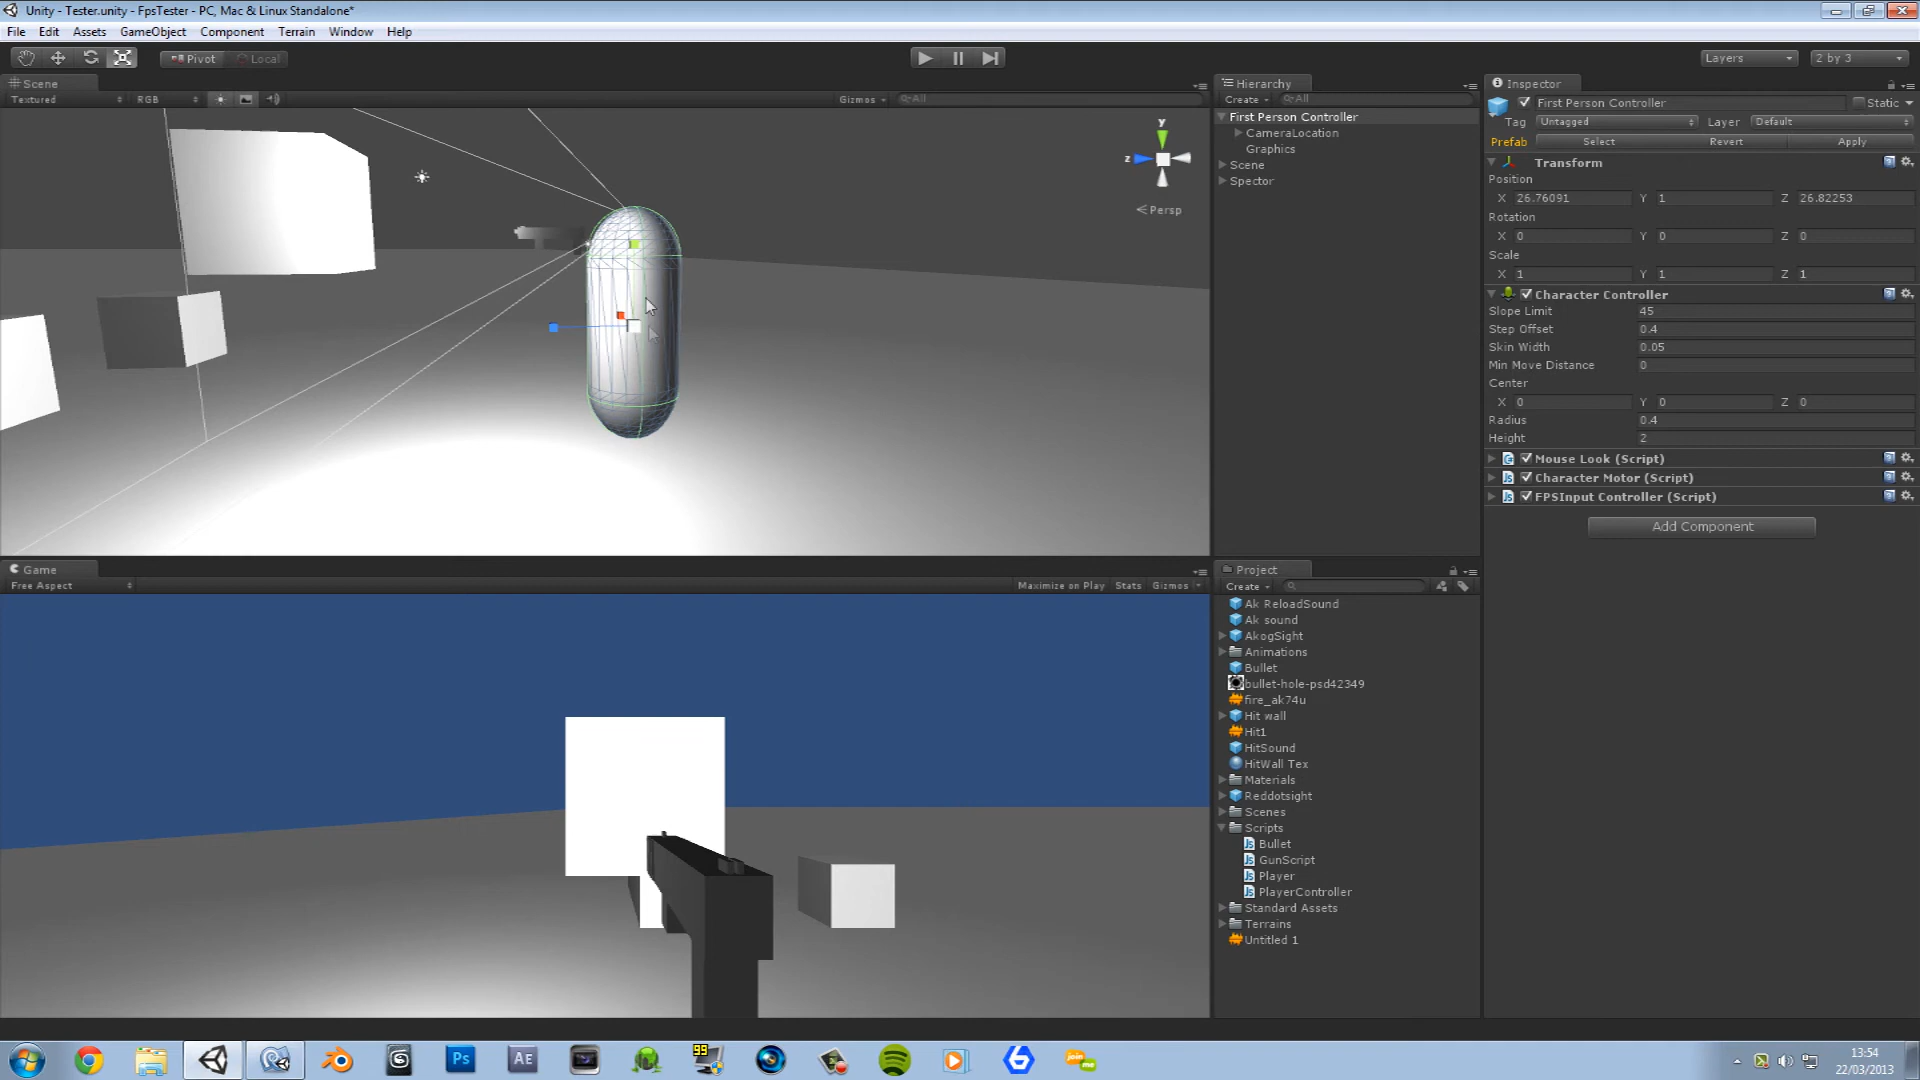 Unity - Tester.unity - FpsTester - PC, Mac & Linux Standalone*
File Edit Assets GameObject Component Terrain Window Help
Pivot Local
Layers 2 by 3
Scene
Textured RGB Gizmos All
y
z
Persp
Hierarchy
Create All
First Person Controller
CameraLocation
Graphics
Scene
Spector
Inspector
First Person Controller Static
Tag Untagged Layer Default
Prefab Select Revert Apply
Transform
Position
X 26.76091 Y 1 Z 26.82253
Rotation
X 0 Y 0 Z 0
Scale
X 1 Y 1 Z 1
Character Controller
Slope Limit 45
Step Offset 0.4
Skin Width 0.05
Min Move Distance 0
Center
X 0 Y 0 Z 0
Radius 0.4
Height 2
Mouse Look (Script)
Character Motor (Script)
FPSInput Controller (Script)
Add Component
Game
Free Aspect Maximize on Play Stats Gizmos
Project
Create
Ak ReloadSound
Ak sound
AkogSight
Animations
Bullet
bullet-hole-psd42349
fire_ak74u
Hit wall
Hit1
HitSound
HitWall Tex
Materials
Reddotsight
Scenes
Scripts
Bullet
GunScript
Player
PlayerController
Standard Assets
Terrains
Untitled 1
Ps AE 99 join me
13:54
22/03/2013